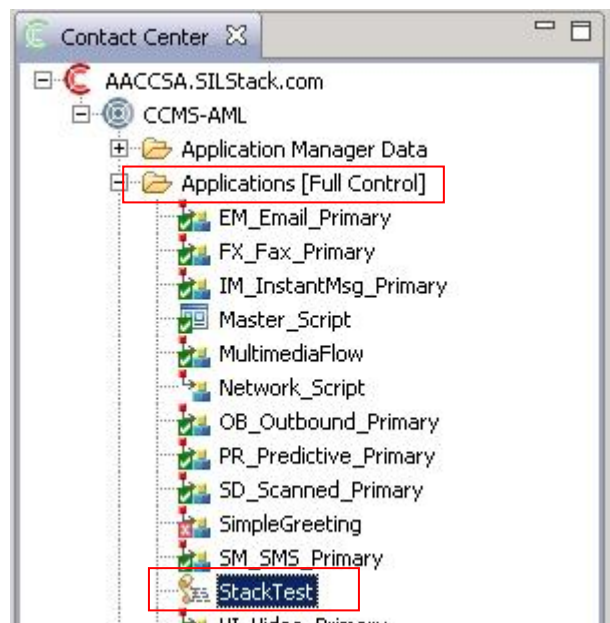 Contact Center
AACCSA.SILStack.com
CCMS-AML
Application Manager Data
Applications [Full Control]
EM_Email_Primary
FX_Fax_Primary
IM_InstantMsg_Primary
Master_Script
MultimediaFlow
Network_Script
OB_Outbound_Primary
PR_Predictive_Primary
SD_Scanned_Primary
SimpleGreeting
SM_SMS_Primary
StackTest